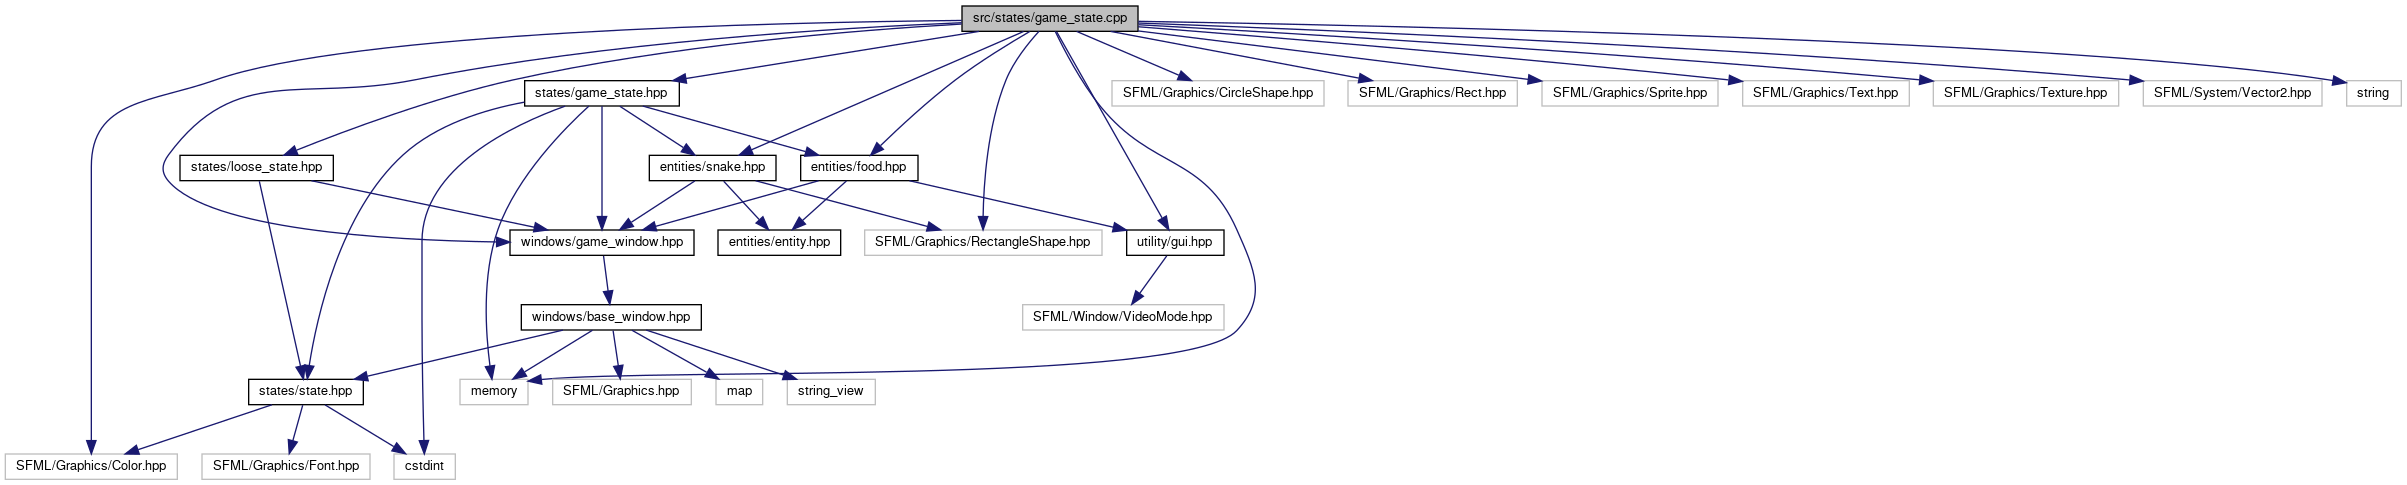 src/states/game_state.cpp
states/game_state.hpp
SFML/Graphics/CircleShape.hpp
SFML/Graphics/Rect.hpp
SFML/Graphics/Sprite.hpp
SFML/Graphics/Text.hpp
SFML/Graphics/Texture.hpp
SFML/System/Vector2.hpp
string
states/loose_state.hpp
entities/snake.hpp
entities/food.hpp
windows/game_window.hpp
entities/entity.hpp
SFML/Graphics/RectangleShape.hpp
utility/gui.hpp
windows/base_window.hpp
SFML/Window/VideoMode.hpp
states/state.hpp
memory
SFML/Graphics.hpp
map
string_view
SFML/Graphics/Color.hpp
SFML/Graphics/Font.hpp
cstdint